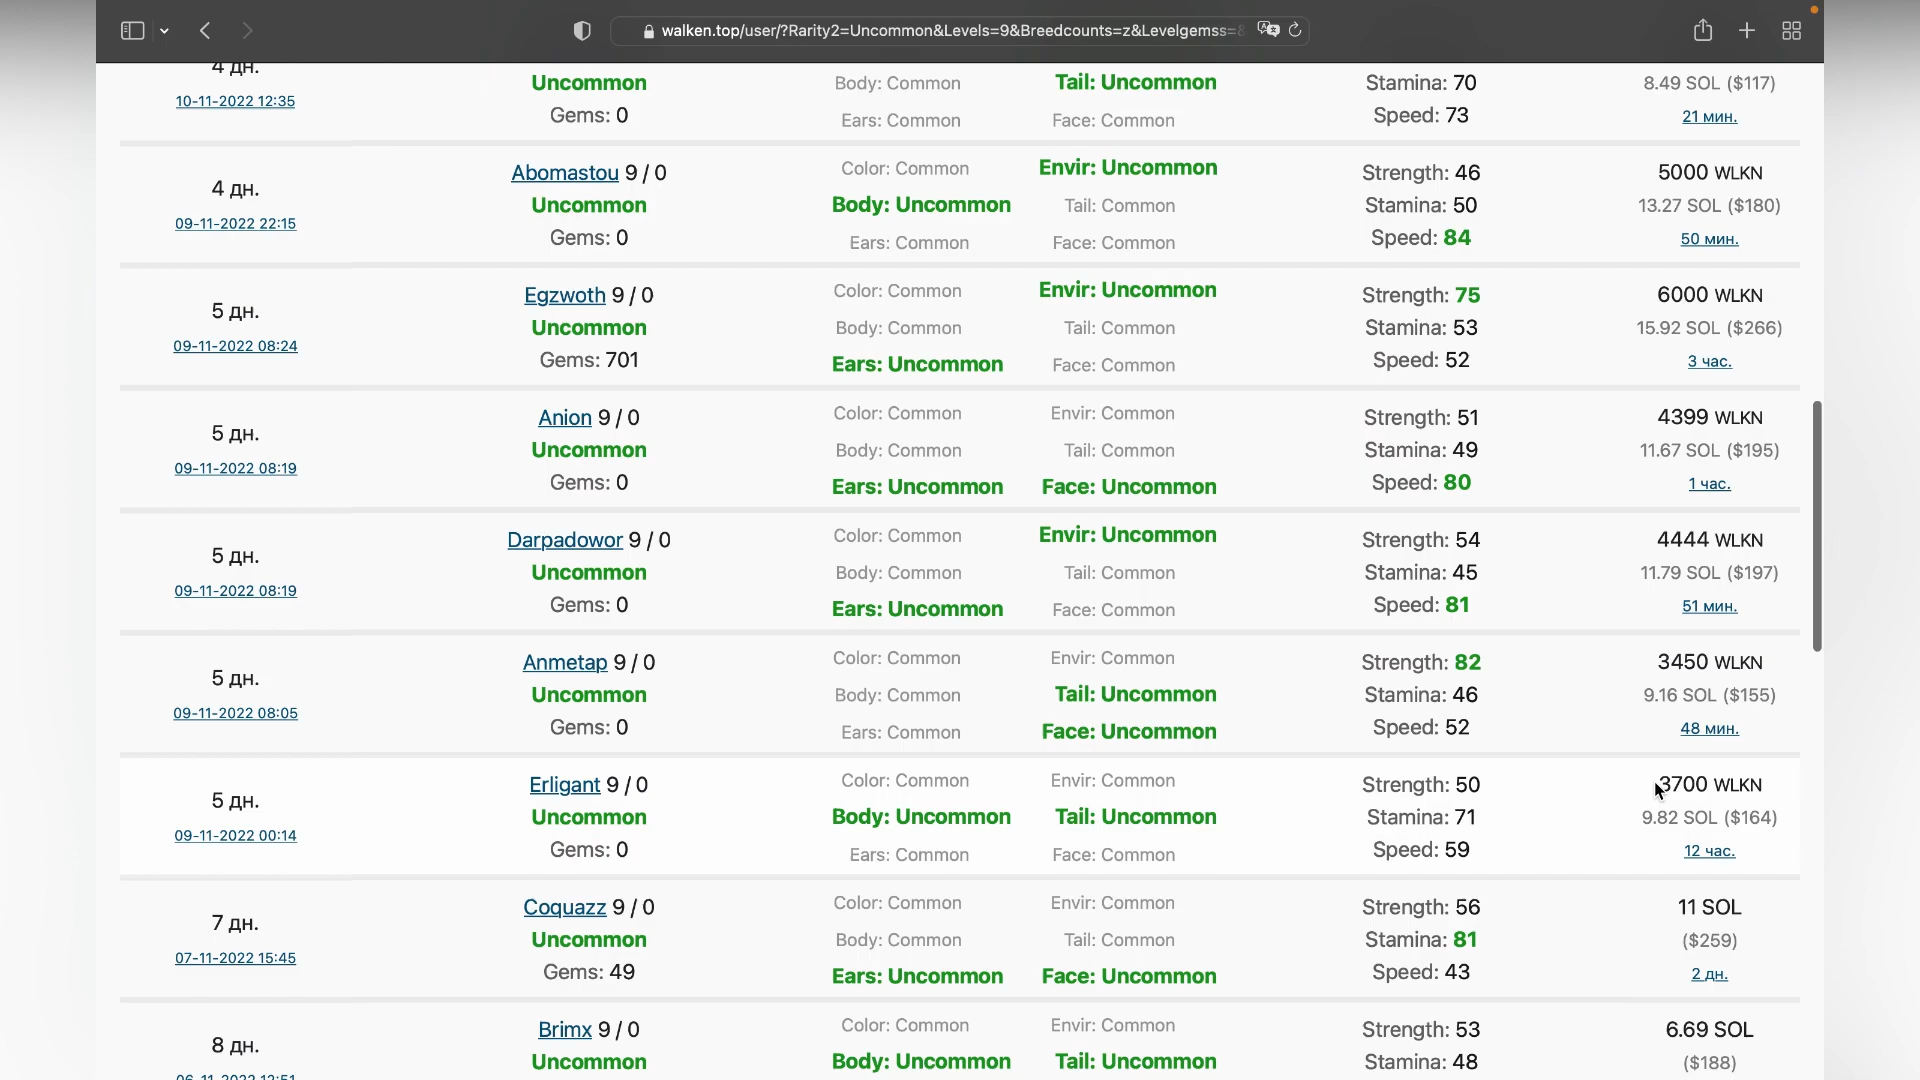 walken.top/user/?Rarity2=Uncommon&Levels=9&Breedcounts=z&Levelgemss=
4 дн.
10-11-2022 12:35
Uncommon
Gems: 0
Body: Common
Tail: Uncommon
Ears: Common
Face: Common
Stamina: 70
Speed: 73
8.49 SOL ($117)
21 мин.
4 дн.
09-11-2022 22:15
Abomastou 9 / 0
Uncommon
Gems: 0
Color: Common
Envir: Uncommon
Body: Uncommon
Tail: Common
Ears: Common
Face: Common
Strength: 46
Stamina: 50
Speed: 84
5000 WLKN
13.27 SOL ($180)
50 мин.
5 дн.
09-11-2022 08:24
Egzwoth 9 / 0
Uncommon
Gems: 701
Color: Common
Envir: Uncommon
Body: Common
Tail: Common
Ears: Uncommon
Face: Common
Strength: 75
Stamina: 53
Speed: 52
6000 WLKN
15.92 SOL ($266)
3 час.
5 дн.
09-11-2022 08:19
Anion 9 / 0
Uncommon
Gems: 0
Color: Common
Envir: Common
Body: Common
Tail: Common
Ears: Uncommon
Face: Uncommon
Strength: 51
Stamina: 49
Speed: 80
4399 WLKN
11.67 SOL ($195)
1 час.
5 дн.
09-11-2022 08:19
Darpadowor 9 / 0
Uncommon
Gems: 0
Color: Common
Envir: Uncommon
Body: Common
Tail: Common
Ears: Uncommon
Face: Common
Strength: 54
Stamina: 45
Speed: 81
4444 WLKN
11.79 SOL ($197)
51 мин.
5 дн.
09-11-2022 08:05
Anmetap 9 / 0
Uncommon
Gems: 0
Color: Common
Envir: Common
Body: Common
Tail: Uncommon
Ears: Common
Face: Uncommon
Strength: 82
Stamina: 46
Speed: 52
3450 WLKN
9.16 SOL ($155)
48 мин.
5 дн.
09-11-2022 00:14
Erligant 9 / 0
Uncommon
Gems: 0
Color: Common
Envir: Common
Body: Uncommon
Tail: Uncommon
Ears: Common
Face: Common
Strength: 50
Stamina: 71
Speed: 59
3700 WLKN
9.82 SOL ($164)
12 час.
7 дн.
07-11-2022 15:45
Coquazz 9 / 0
Uncommon
Gems: 49
Color: Common
Envir: Common
Body: Common
Tail: Common
Ears: Uncommon
Face: Uncommon
Strength: 56
Stamina: 81
Speed: 43
11 SOL
($259)
2 дн.
8 дн.
06-11-2022 12:51
Brimx 9 / 0
Uncommon
Color: Common
Envir: Common
Body: Uncommon
Tail: Uncommon
Strength: 53
Stamina: 48
6.69 SOL
($188)